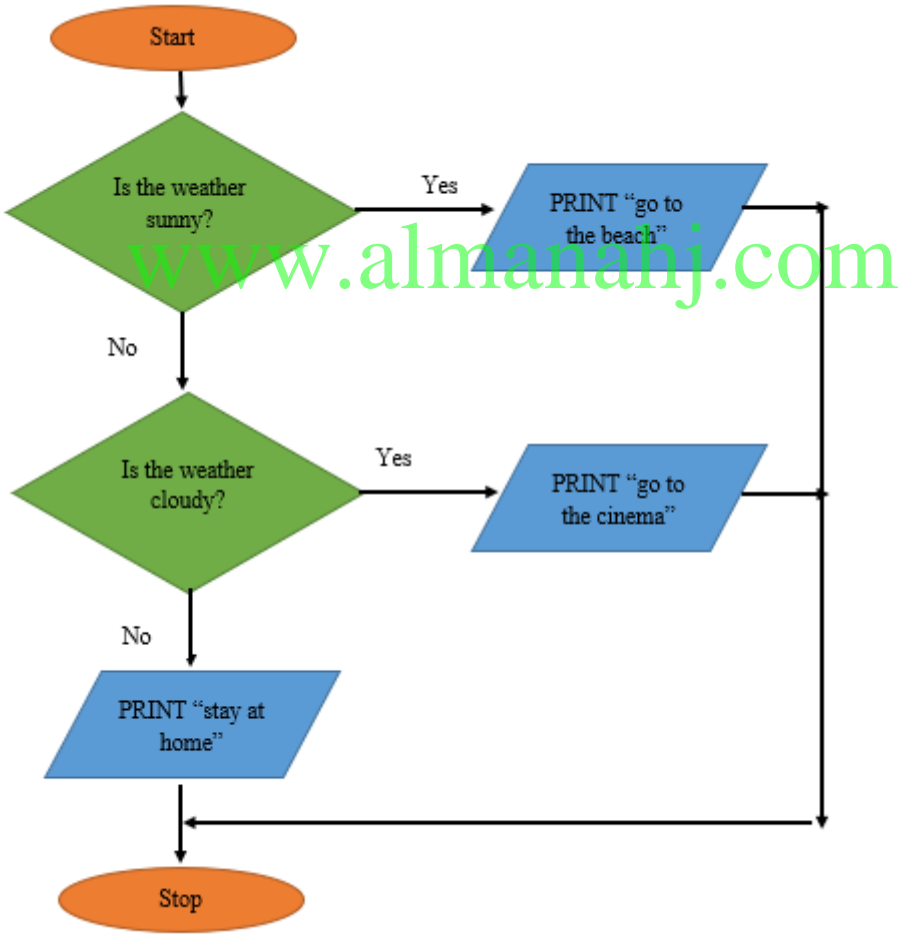 Start
Is the weather
sunny?
Yes
PRINT “go to
the beach”
www.almanahj.com
No
Is the weather
cloudy?
Yes
PRINT “go to
the cinema”
No
PRINT “stay at
home”
Stop